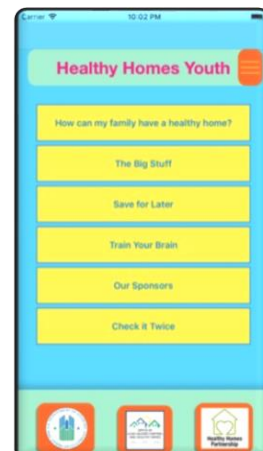 Carrier 10:02 PM
Healthy Homes Youth
How can my family have a healthy home?
The Big Stuff
Save for Later
Train Your Brain
Our Sponsors
Check it Twice
Healthy Homes
Partnership